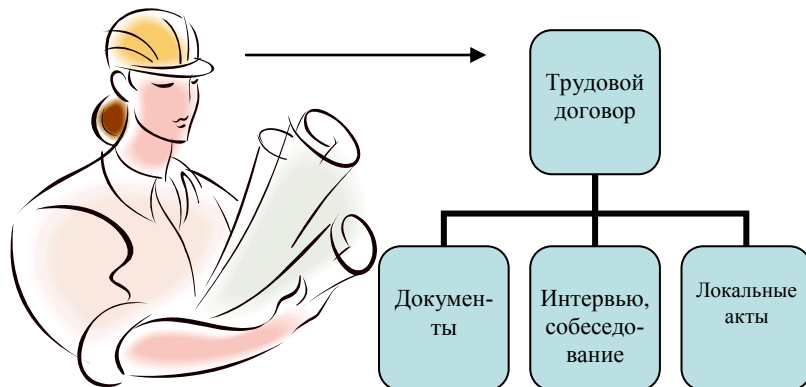 Трудовой
договор
Докумен-
ты
Интервью,
собеседо-
вание
Локальные
акты